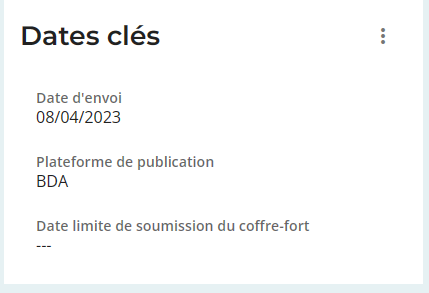 Dates clés
Date d'envoi
08/04/2023
Plateforme de publication
BDA
Date limite de soumission du coffre-fort
---